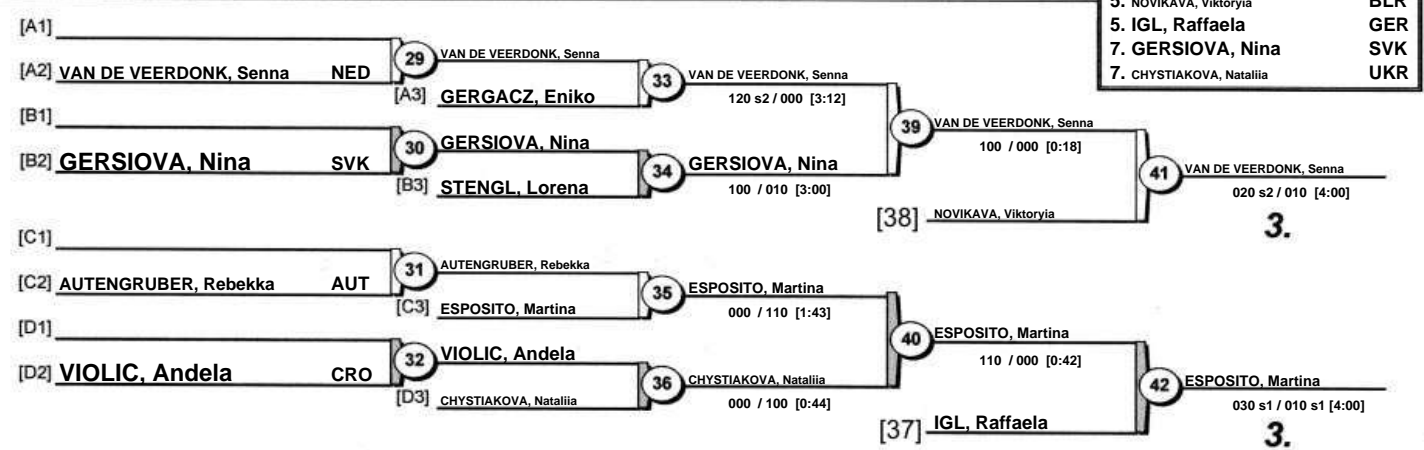 5. NOVIKAVA, Viktoryia BLR
5. IGL, Raffaela GER
7. GERSIOVA, Nina SVK
7. CHYSTIAKOVA, Nataliia UKR
[A1]
[A2] VAN DE VEERDONK, Senna NED
29 VAN DE VEERDONK, Senna
[A3] GERGACZ, Eniko
33 VAN DE VEERDONK, Senna
120 s2 / 000 [3:12]
[B1]
[B2] GERSIOVA, Nina SVK
30 GERSIOVA, Nina
[B3] STENGL, Lorena
34 GERSIOVA, Nina
100 / 010 [3:00]
39 VAN DE VEERDONK, Senna
100 / 000 [0:18]
[38] NOVIKAVA, Viktoryia
41 VAN DE VEERDONK, Senna
020 s2 / 010 [4:00]
3.
[C1]
[C2] AUTENGRUBER, Rebekka AUT
31 AUTENGRUBER, Rebekka
[C3] ESPOSITO, Martina
35 ESPOSITO, Martina
000 / 110 [1:43]
[D1]
[D2] VIOLIC, Andela CRO
32 VIOLIC, Andela
[D3] CHYSTIAKOVA, Nataliia
36 CHYSTIAKOVA, Nataliia
000 / 100 [0:44]
40 ESPOSITO, Martina
110 / 000 [0:42]
[37] IGL, Raffaela
42 ESPOSITO, Martina
030 s1 / 010 s1 [4:00]
3.